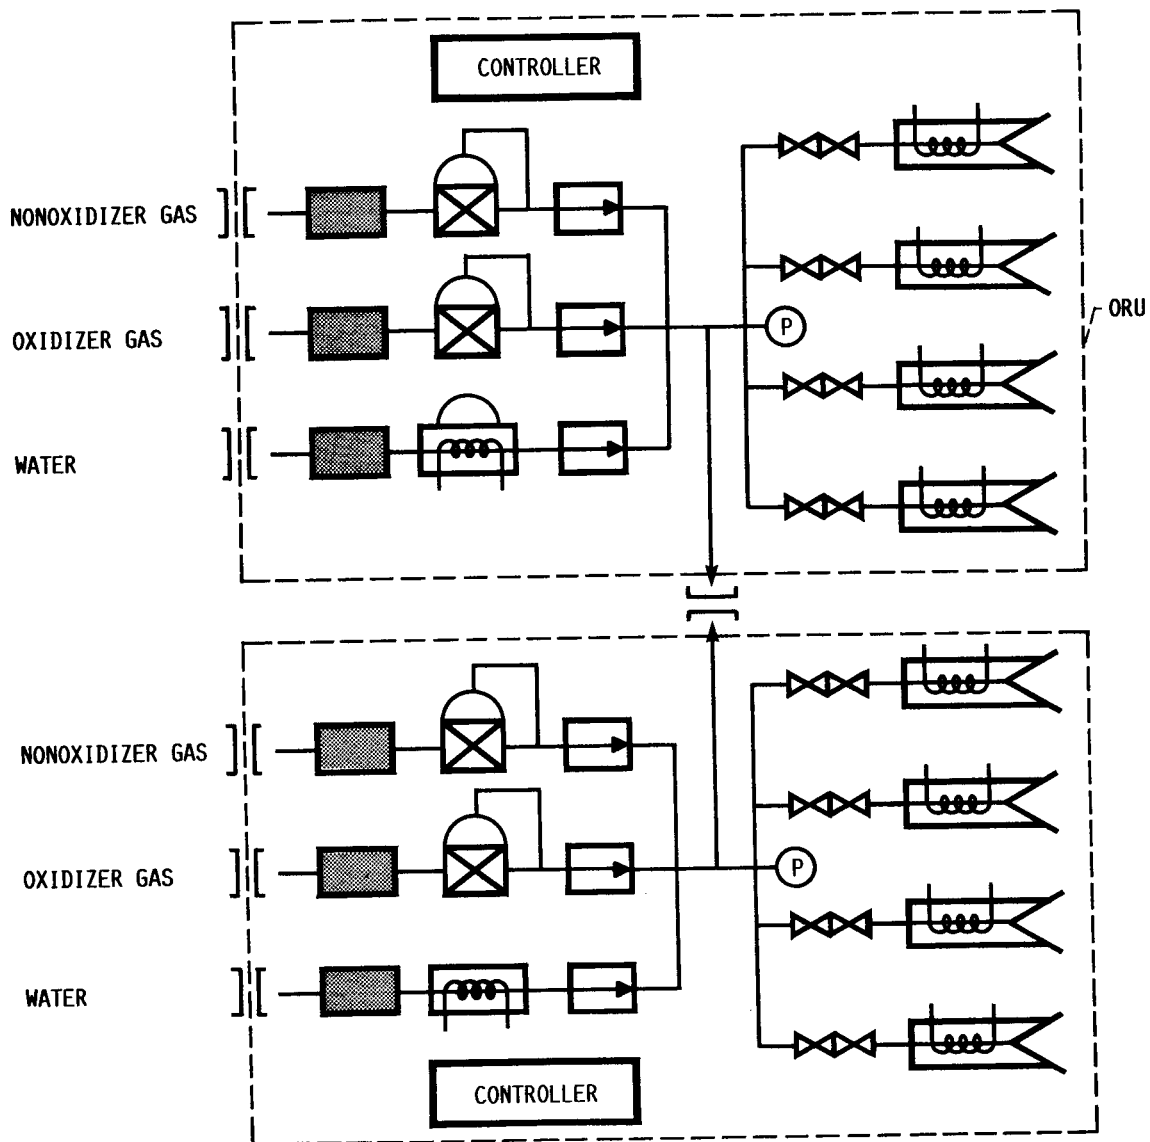 CONTROLLER
NONOXIDIZER GAS
OXIDIZER GAS
WATER
P
ORU
NONOXIDIZER GAS
OXIDIZER GAS
WATER
P
CONTROLLER